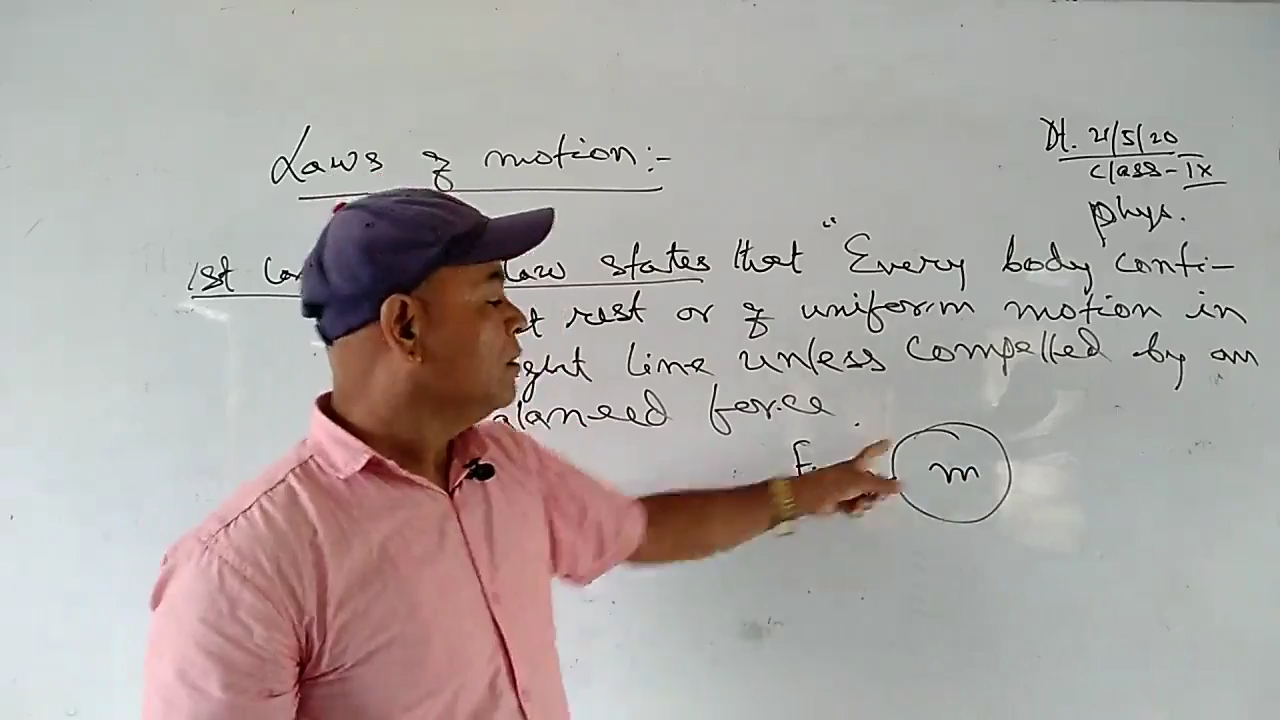 Laws of motion:-
Dt. 21/5/20
Class-IX
Phys.
1st law states that "Every body conti-
rest or of uniform motion in
line unless compelled by an
force.
F
m